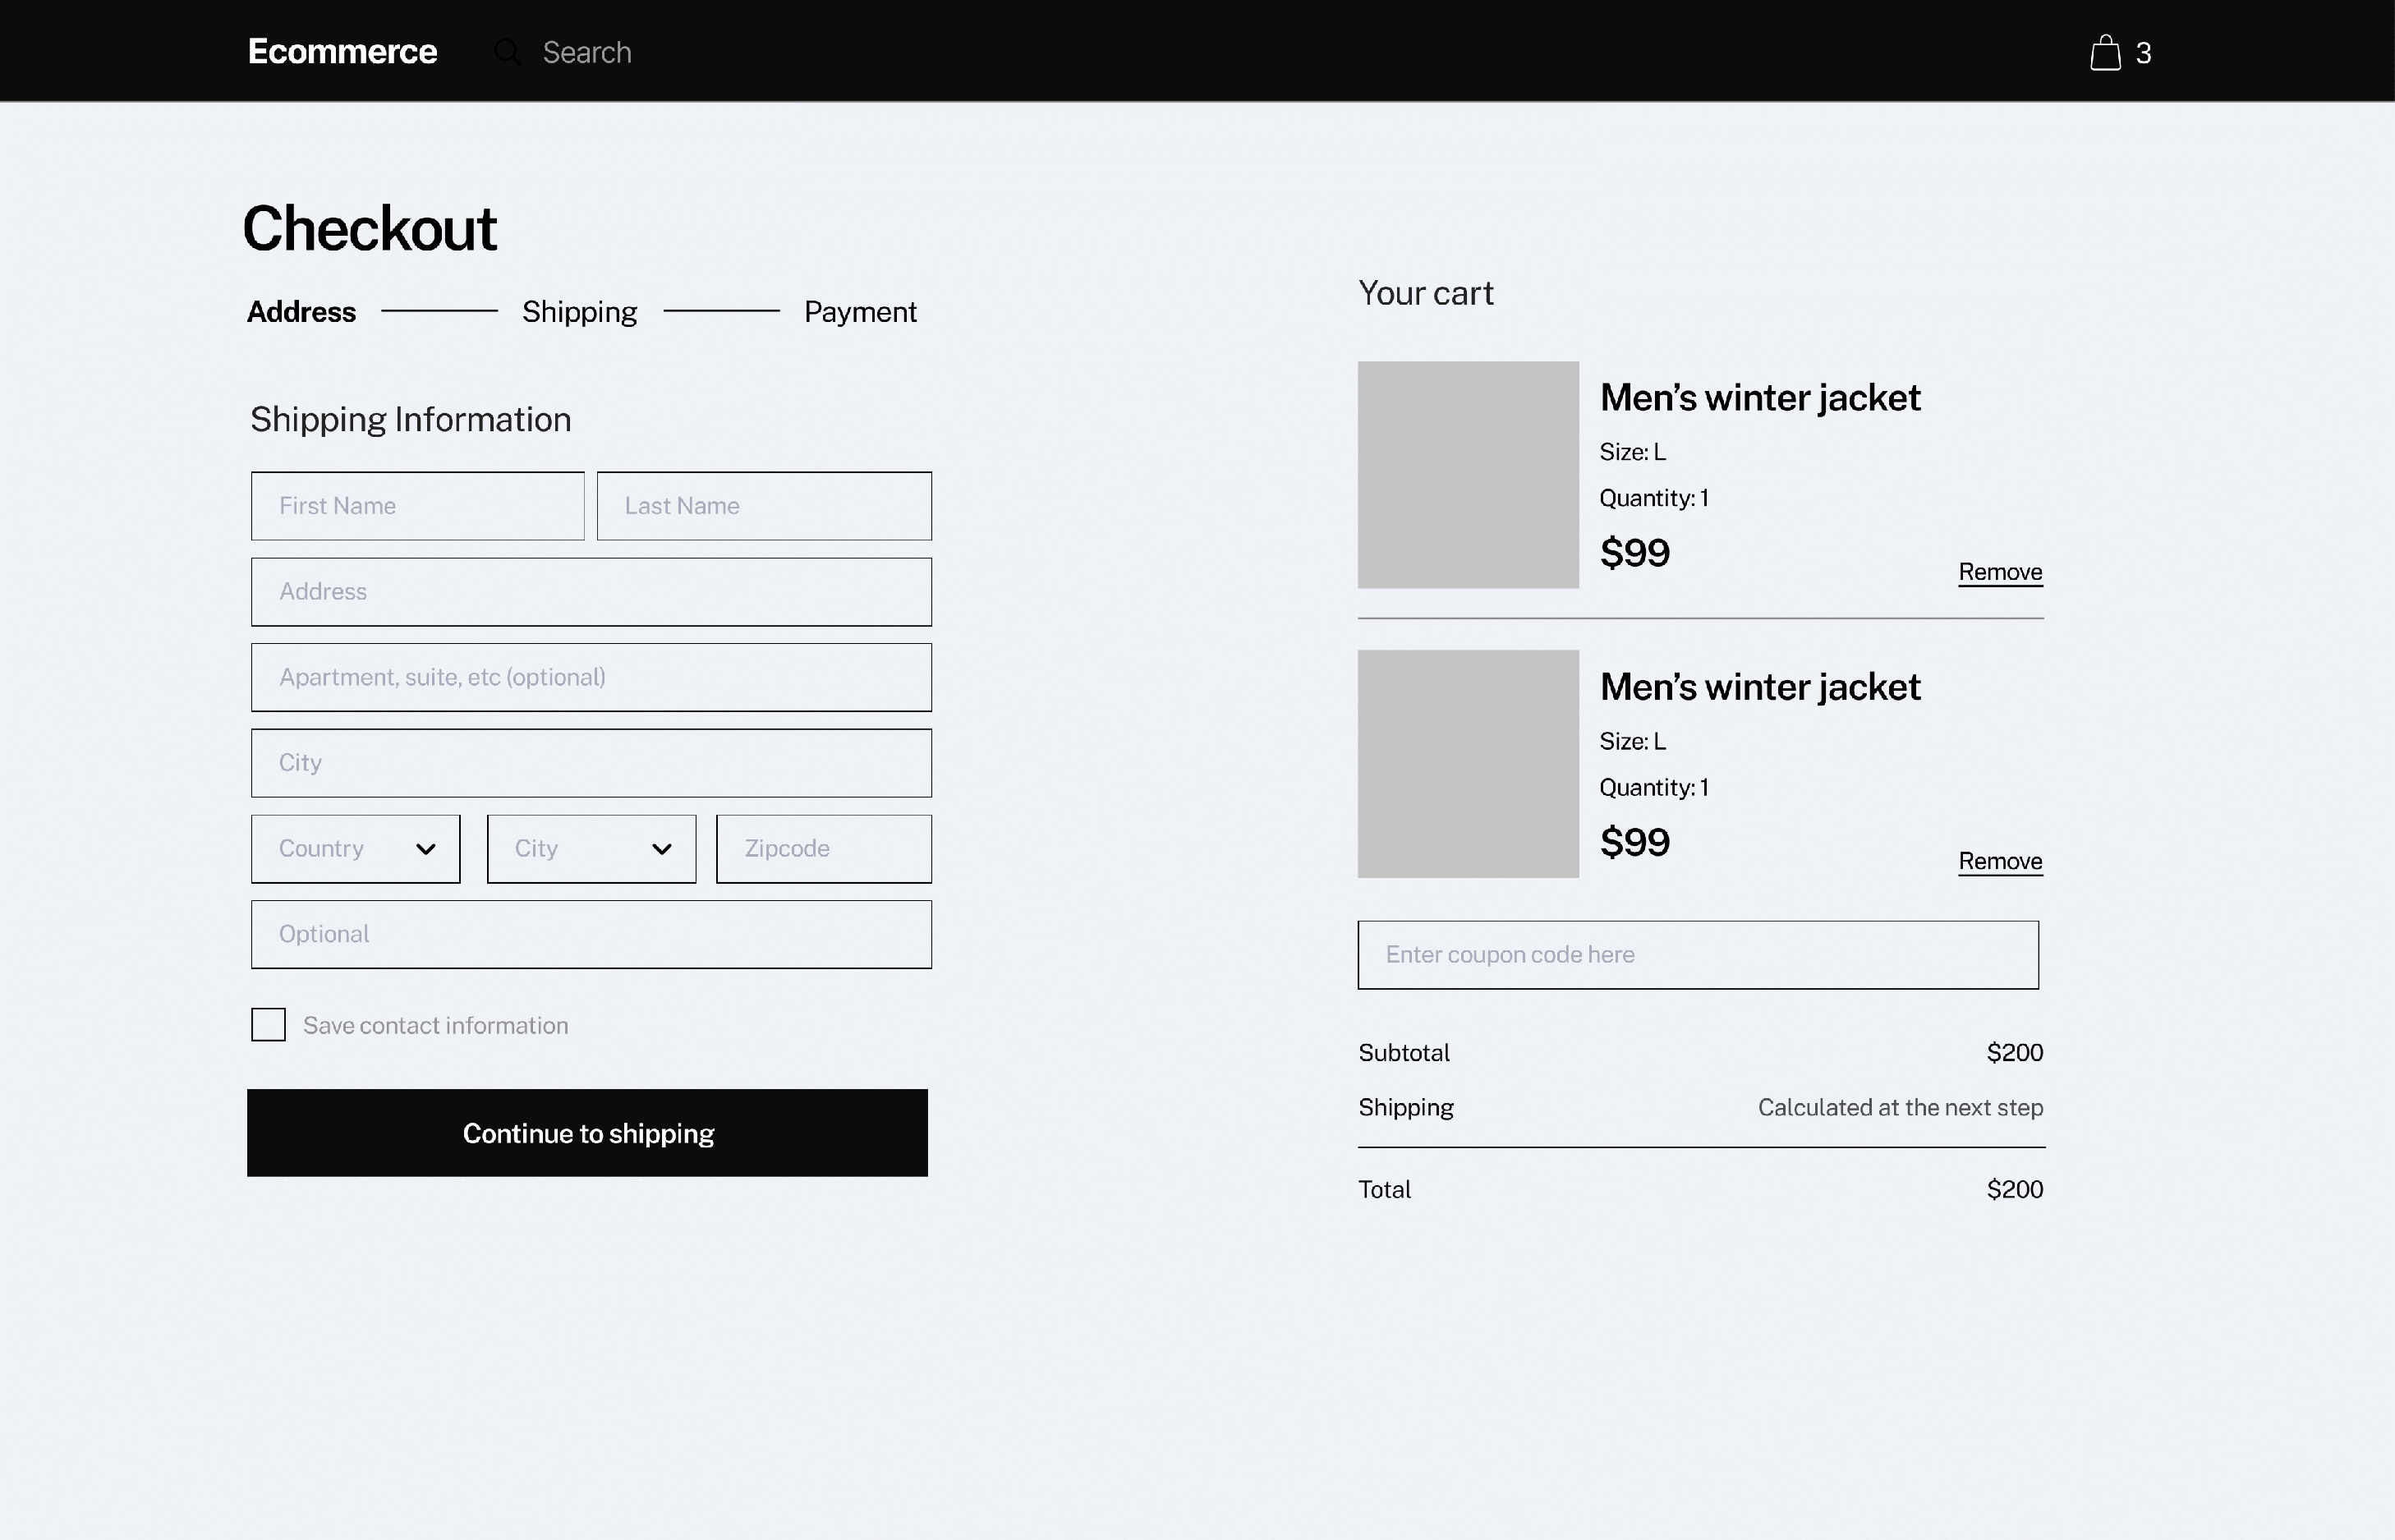 Ecommerce
Search
3
Checkout
Address
Shipping
Payment
Shipping Information
First Name
Last Name
Address
Apartment, suite, etc (optional)
City
Country
City
Zipcode
Optional
Save contact information
Continue to shipping
Your cart
Men’s winter jacket
Size: L
Quantity: 1
$99
Remove
Men’s winter jacket
Size: L
Quantity: 1
$99
Remove
Enter coupon code here
Subtotal $200
Shipping Calculated at the next step
Total $200